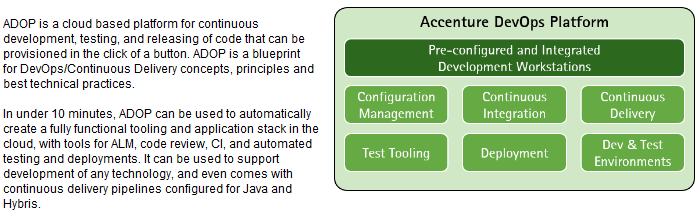 ADOP is a cloud based platform for continuous
development, testing, and releasing of code that can be
provisioned in the click of a button. ADOP is a blueprint
for DevOps/Continuous Delivery concepts, principles and
best technical practices.
In under 10 minutes, ADOP can be used to automatically
create a fully functional tooling and application stack in the
cloud, with tools for ALM, code review, CI, and automated
testing and deployments. It can be used to support
development of any technology, and even comes with
continuous delivery pipelines configured for Java and
Hybris.
Accenture DevOps Platform
Pre-configured and Integrated
Development Workstations
Configuration
Management
Continuous
Integration
Continuous
Delivery
Test Tooling
Deployment
Dev & Test
Environments